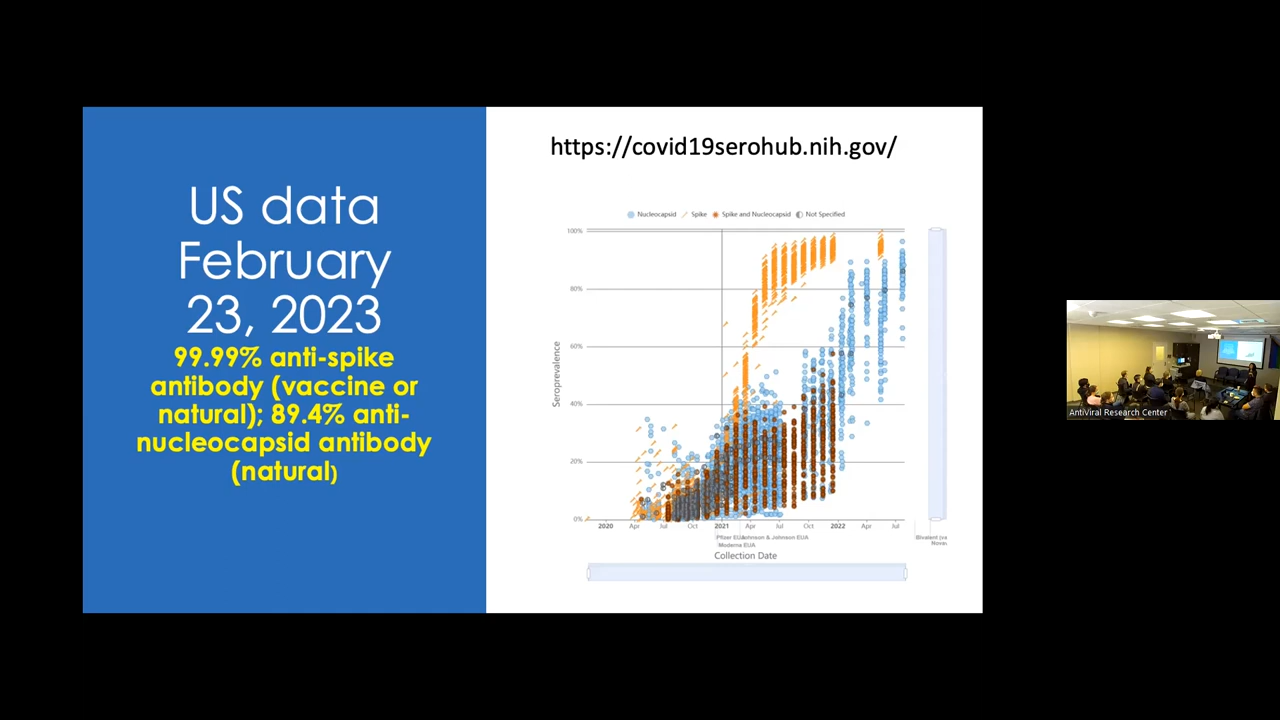 US data
February
23, 2023
99.99% anti-spike
antibody (vaccine or
natural); 89.4% anti-
nucleocapsid antibody
(natural)
https://covid19serohub.nih.gov/
Nucleocapsid Spike Spike and Nucleocapsid Not Specified
100%
80%
60%
40%
20%
0%
Seroprevalence
2020 Apr Jul Oct 2021 Apr Jul Oct 2022 Apr Jul
Pfizer Johnson & Johnson EUA
Moderna EUA
Bivalent
Collection Date
AntiViral Research Center